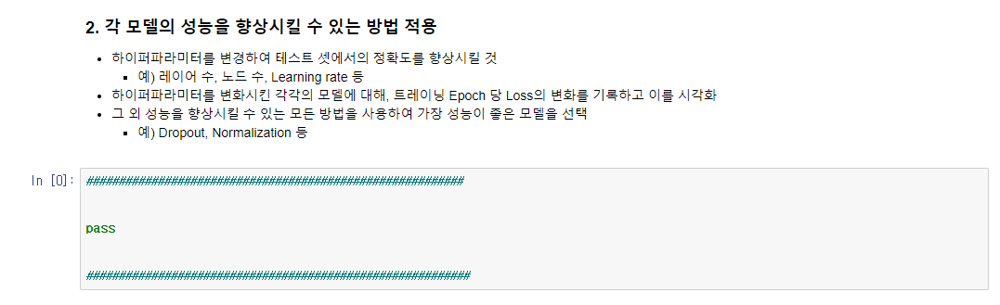 2. 각 모델의 성능을 향상시킬 수 있는 방법 적용
• 하이퍼파라미터를 변경하여 테스트 셋에서의 정확도를 향상시킬 것
▪ 예) 레이어 수, 노드 수, Learning rate 등
• 하이퍼파라미터를 변화시킨 각각의 모델에 대해, 트레이닝 Epoch 당 Loss의 변화를 기록하고 이를 시각화
• 그 외 성능을 향상시킬 수 있는 모든 방법을 사용하여 가장 성능이 좋은 모델을 선택
▪ 예) Dropout, Normalization 등
In [0]: ##########################################################
pass
###########################################################